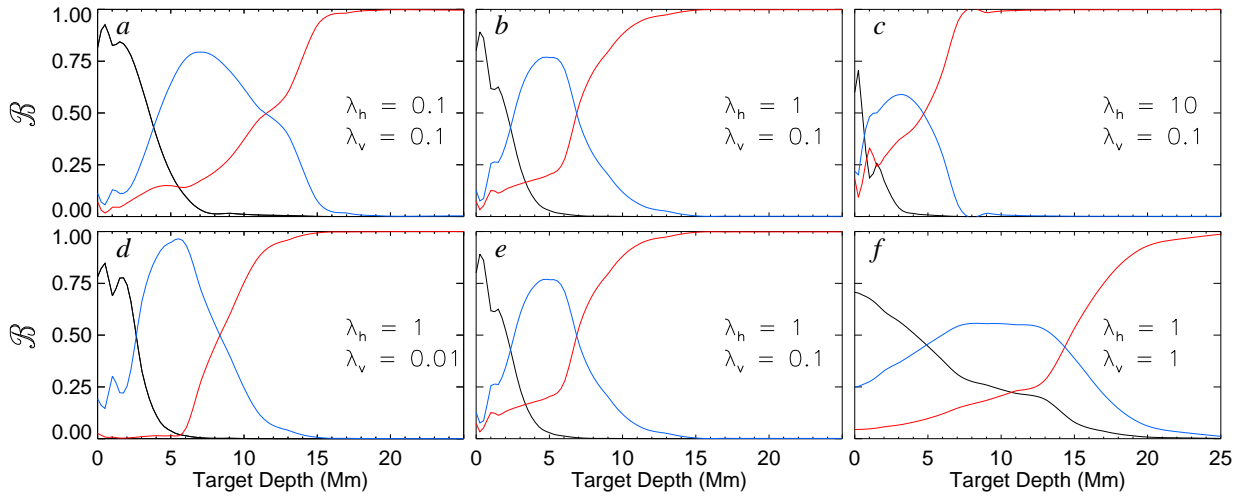 1.00
0.75
0.50
0.25
0.00
ℬ
a
λh = 0.1
λv = 0.1
b
λh = 1
λv = 0.1
c
λh = 10
λv = 0.1
1.00
0.75
0.50
0.25
0.00
ℬ
d
λh = 1
λv = 0.01
e
λh = 1
λv = 0.1
f
λh = 1
λv = 1
0 5 10 15 20
0 5 10 15 20
0 5 10 15 20 25
Target Depth (Mm)
Target Depth (Mm)
Target Depth (Mm)